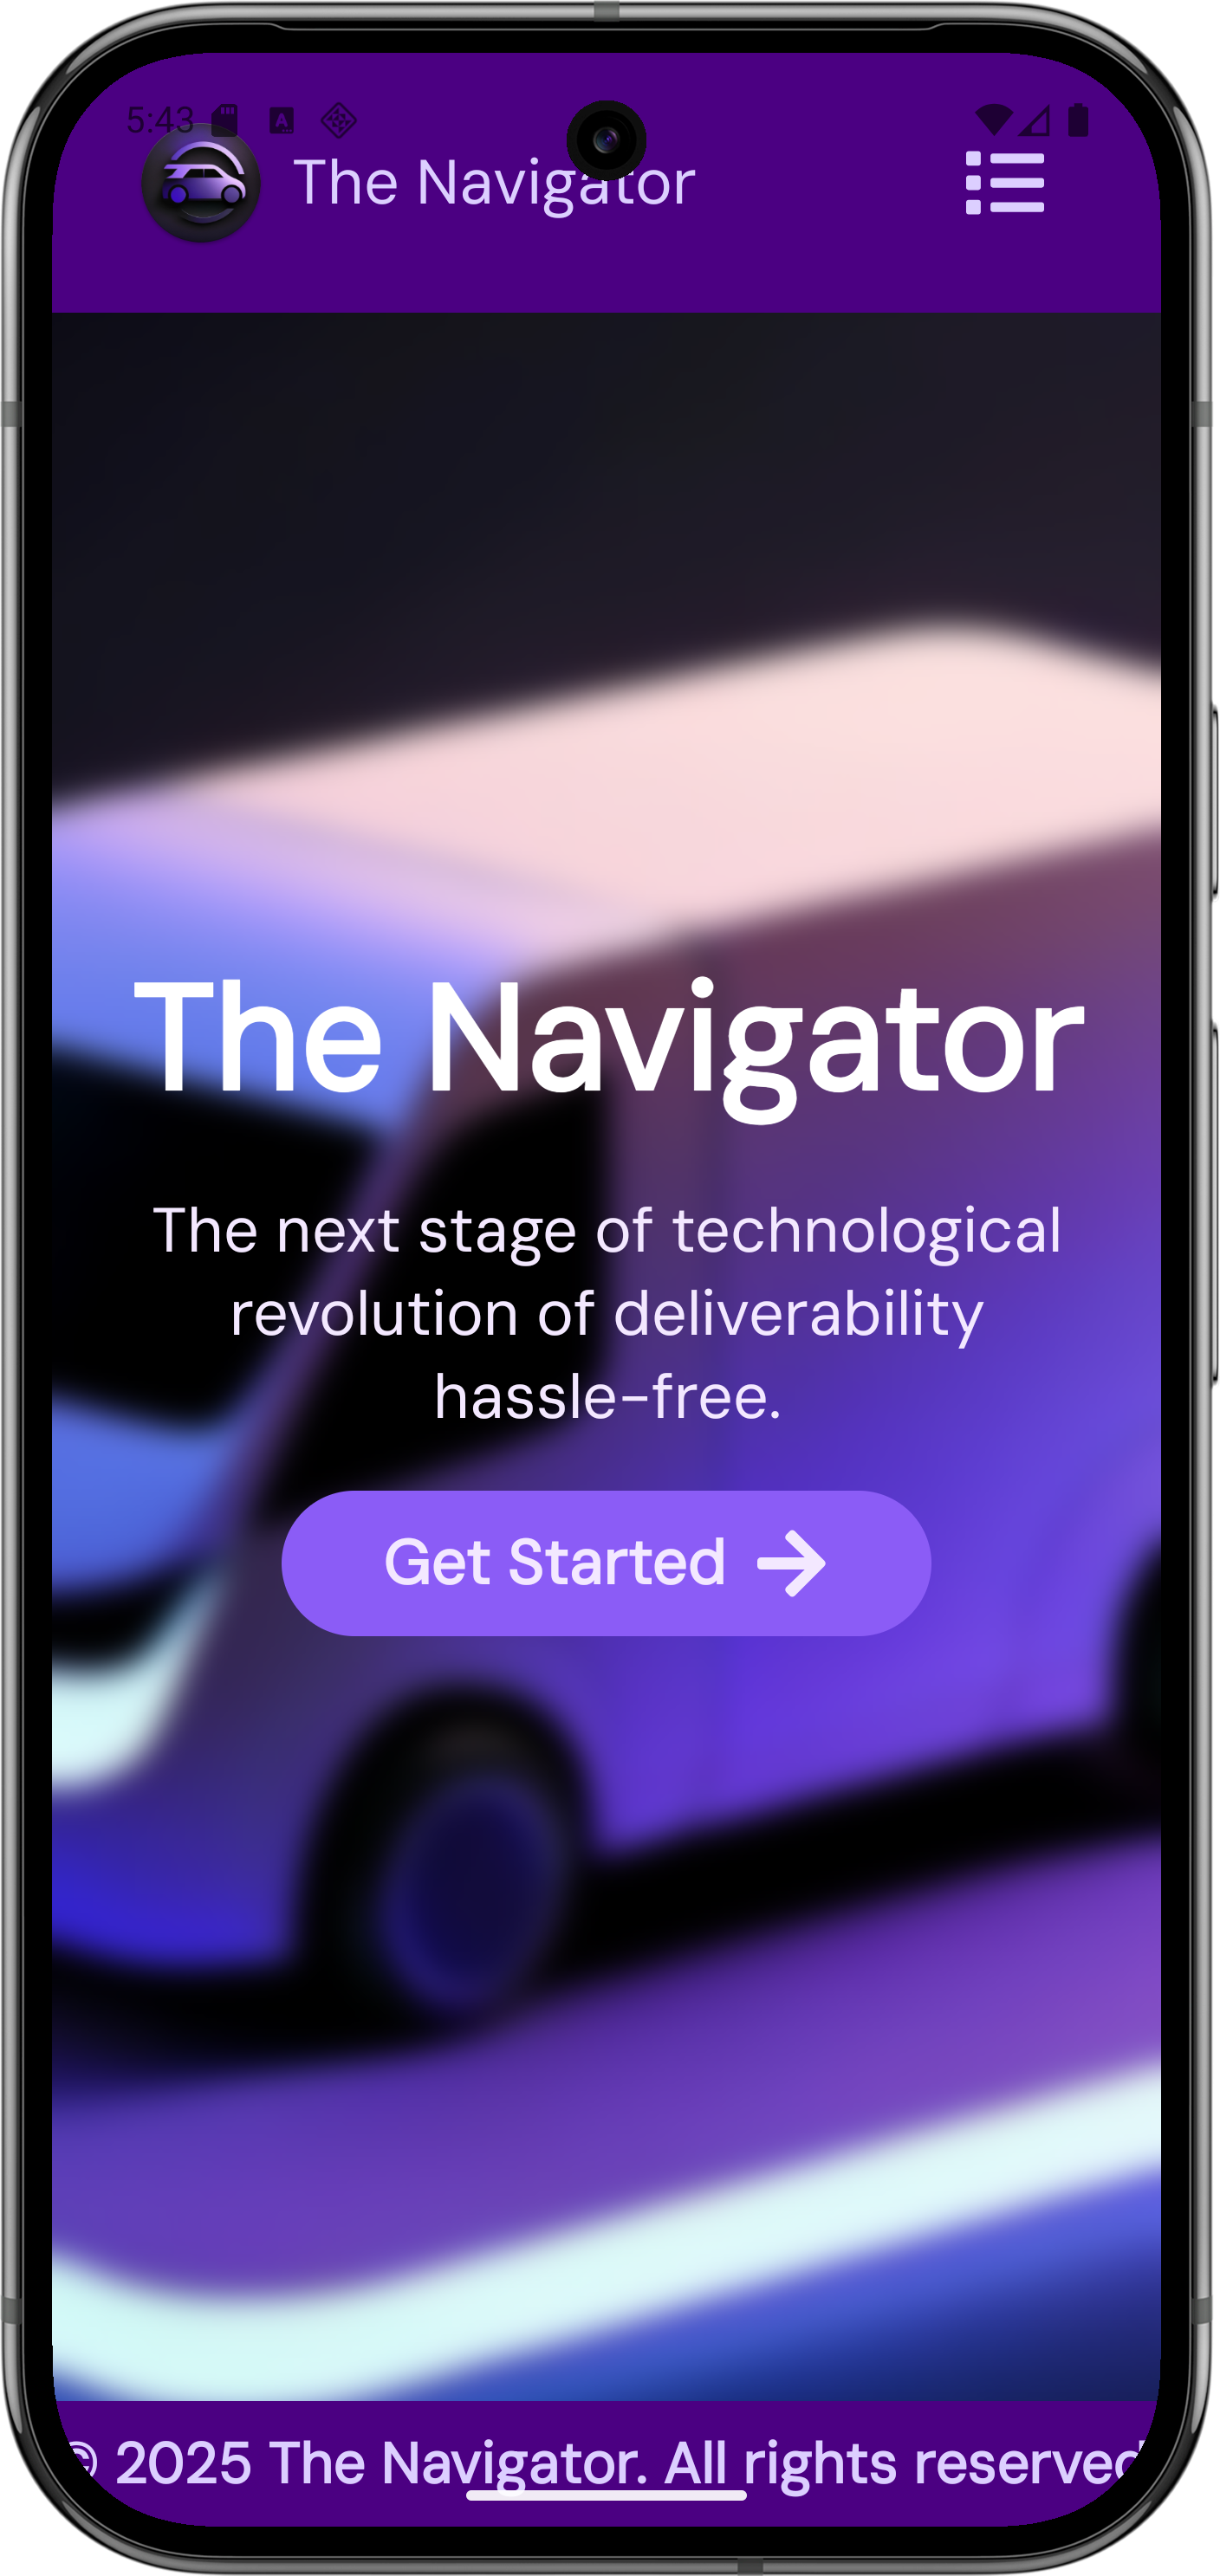 5:43
The Navigator
The Navigator
The next stage of technological
revolution of deliverability
hassle-free.
Get Started
© 2025 The Navigator. All rights reserved